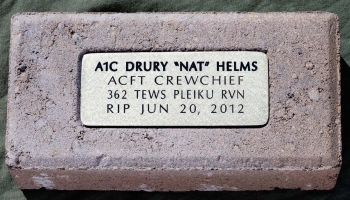 A1C DRURY "NAT" HELMS
ACFT CREWCHIEF
362 TEWS PLEIKU RVN
RIP JUN 20, 2012